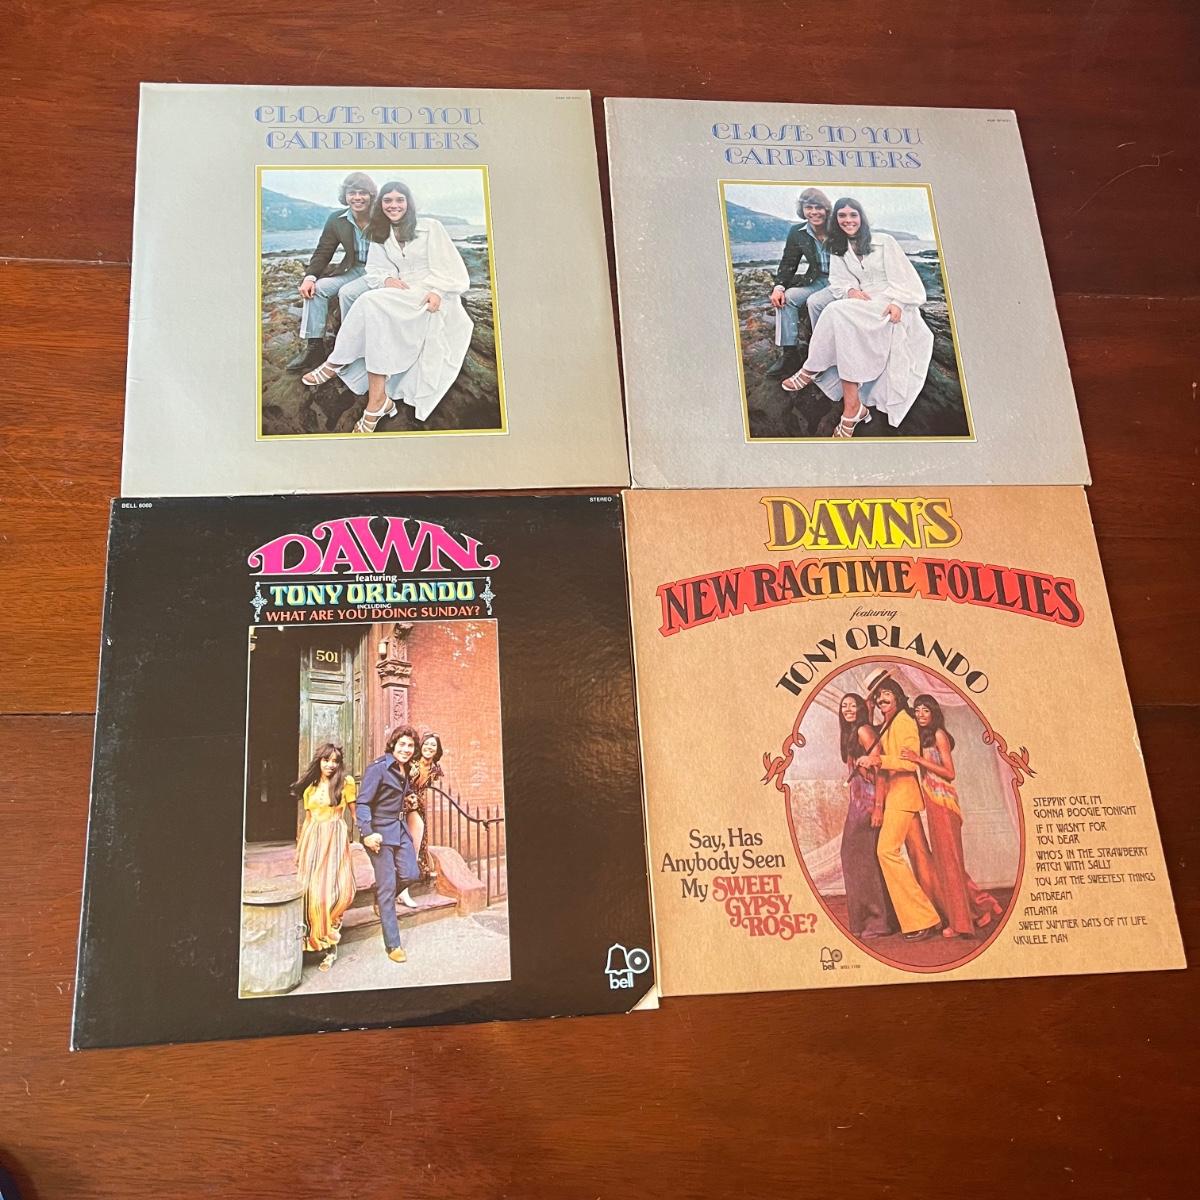 CLOSE TO YOU
CARPENTERS
CLOSE TO YOU
CARPENTERS
BELL 6069
STEREO
DAWN
featuring
TONY ORLANDO
INCLUDING
WHAT ARE YOU DOING SUNDAY?
501
bell
DAWN'S
NEW RAGTIME FOLLIES
featuring
TONY ORLANDO
Say, Has
Anybody Seen
My SWEET
GYPSY
ROSE?
STEPPIN' OUT, I'M
GONNA BOOGIE TONIGHT
IF IT WASN'T FOR
YOU DEAR
WHO'S IN THE STRAWBERRY
PATCH WITH SALLY
YOU SAY THE SWEETEST THINGS
DAYDREAM
ATLANTA
SWEET SUMMER DAYS OF MY LIFE
UKULELE MAN
bell